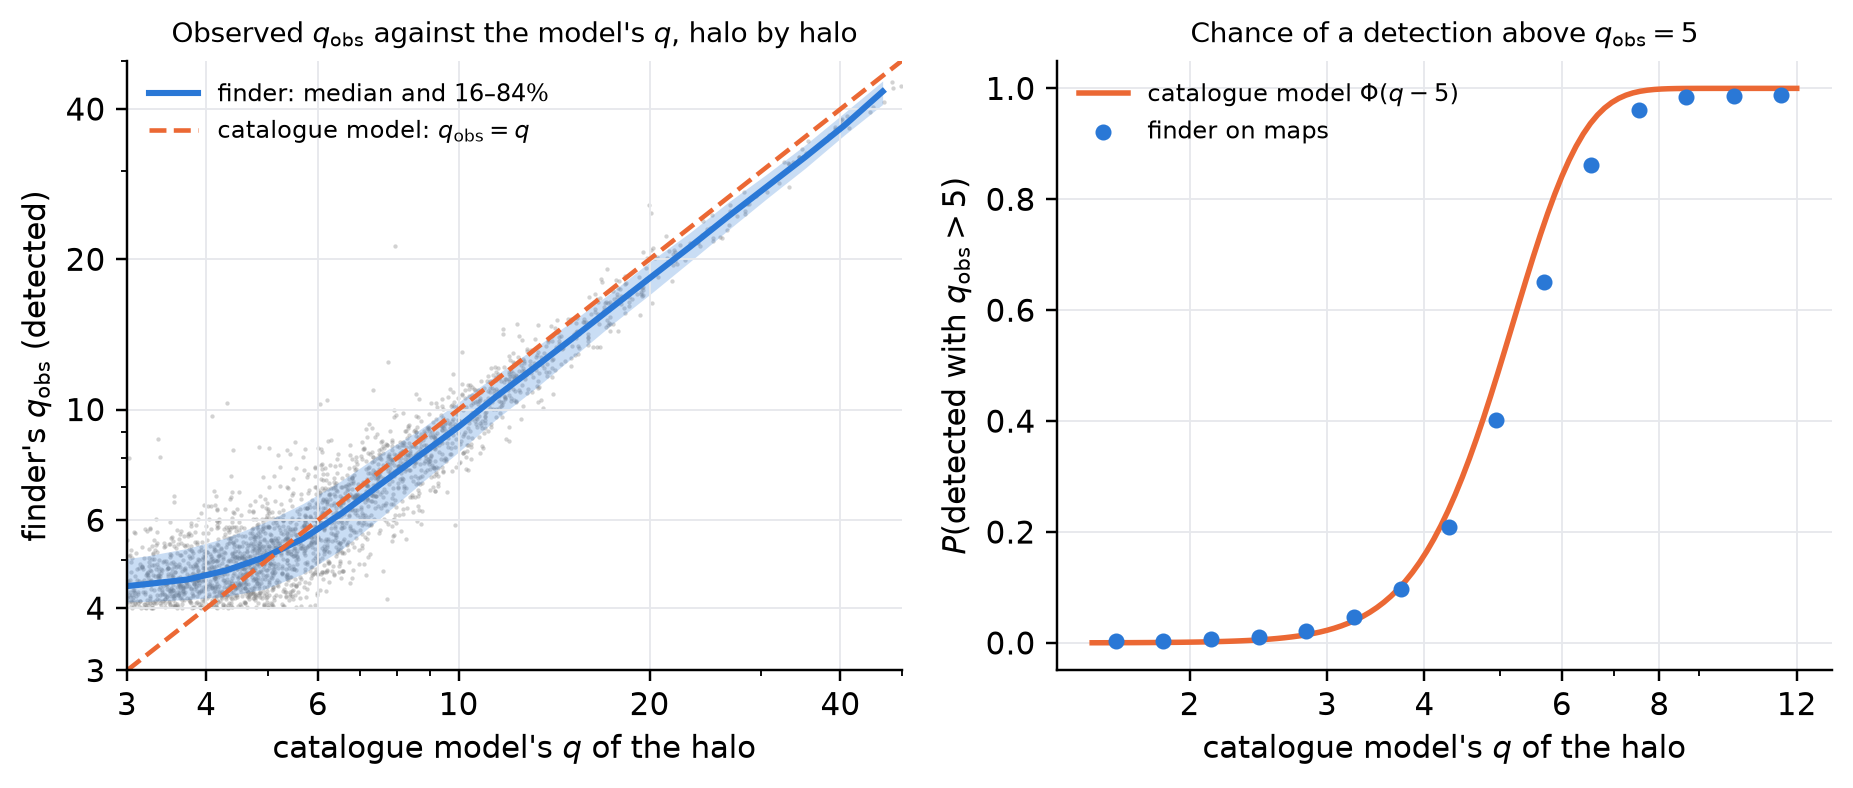 Observed q_obs against the model's q, halo by halo
finder: median and 16–84%
catalogue model: q_obs = q
finder's q_obs (detected)
40
20
10
6
4
3
3 4 6 10 20 40
catalogue model's q of the halo
Chance of a detection above q_obs = 5
catalogue model Φ(q − 5)
finder on maps
P(detected with q_obs > 5)
1.0
0.8
0.6
0.4
0.2
0.0
2 3 4 6 8 12
catalogue model's q of the halo